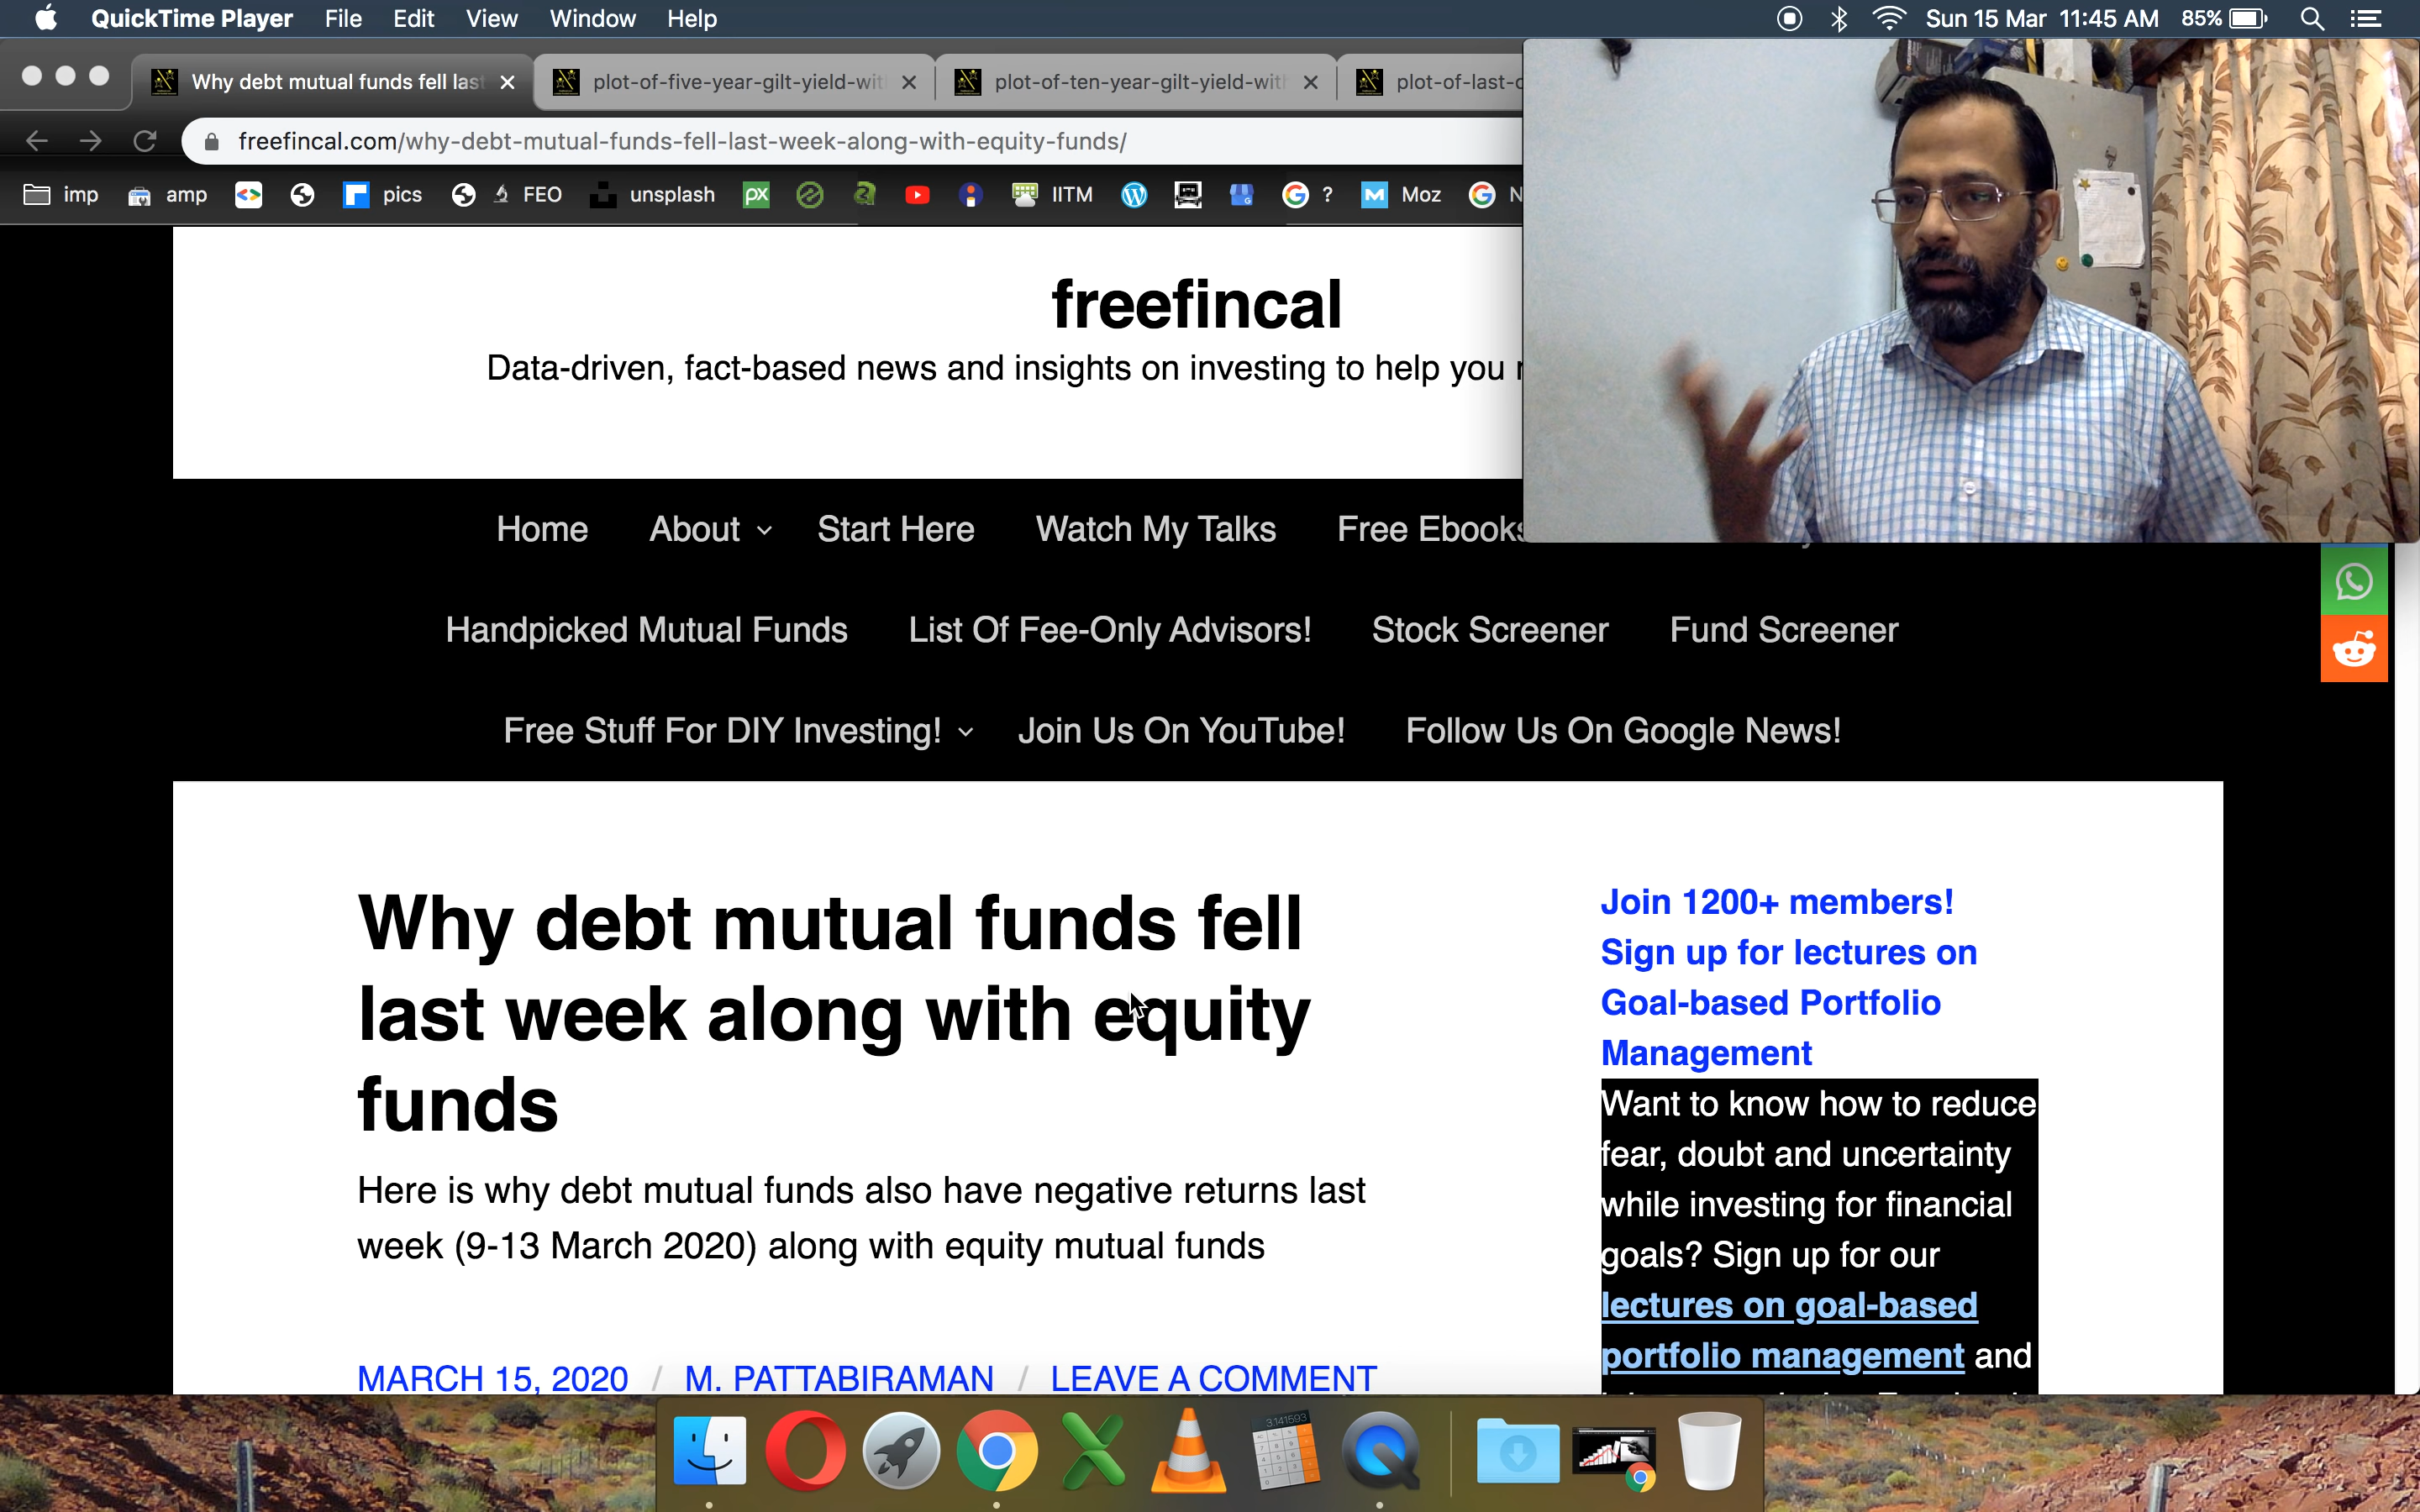 QuickTime Player File Edit View Window Help Sun 15 Mar 11:45 AM 85%
Why debt mutual funds fell las plot-of-five-year-gilt-yield-wit plot-of-ten-year-gilt-yield-wit plot-of-last-
freefincal.com/why-debt-mutual-funds-fell-last-week-along-with-equity-funds/
imp amp pics FEO unsplash px IITM ? Moz N
freefincal
Data-driven, fact-based news and insights on investing to help you
Home About Start Here Watch My Talks Free Ebooks
Handpicked Mutual Funds List Of Fee-Only Advisors! Stock Screener Fund Screener
Free Stuff For DIY Investing! Join Us On YouTube! Follow Us On Google News!
Why debt mutual funds fell
last week along with equity
funds
Here is why debt mutual funds also have negative returns last
week (9-13 March 2020) along with equity mutual funds
MARCH 15, 2020 / M. PATTABIRAMAN / LEAVE A COMMENT
Join 1200+ members!
Sign up for lectures on
Goal-based Portfolio
Management
Want to know how to reduce
fear, doubt and uncertainty
while investing for financial
goals? Sign up for our
lectures on goal-based
portfolio management and
3.141593